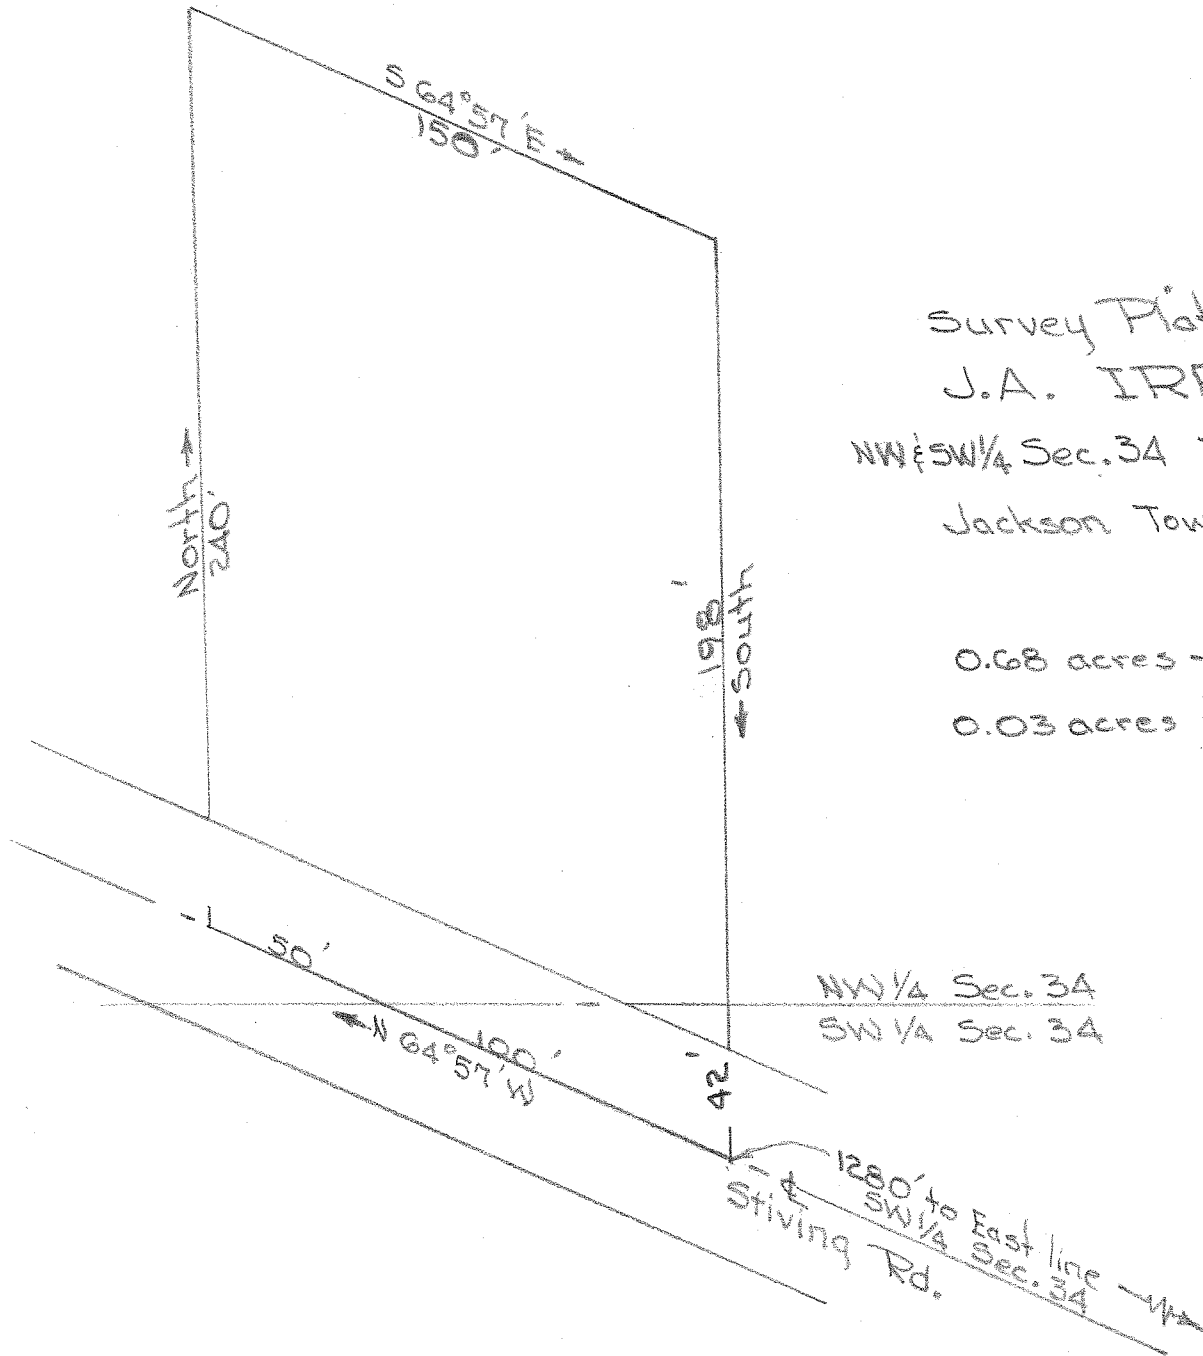 S 64°57'E
150'
North
240'
198'
South
Survey Plat
J.A.
NW & SW 1/4 Sec. 34
Jackson
0.68 acres -
0.03 acres
50'
NW 1/4 Sec. 34
SW 1/4 Sec. 34
100'
N 64°57'W
42'
1280' to East line
SW 1/4 Sec. 34
℄
Stiving Rd.